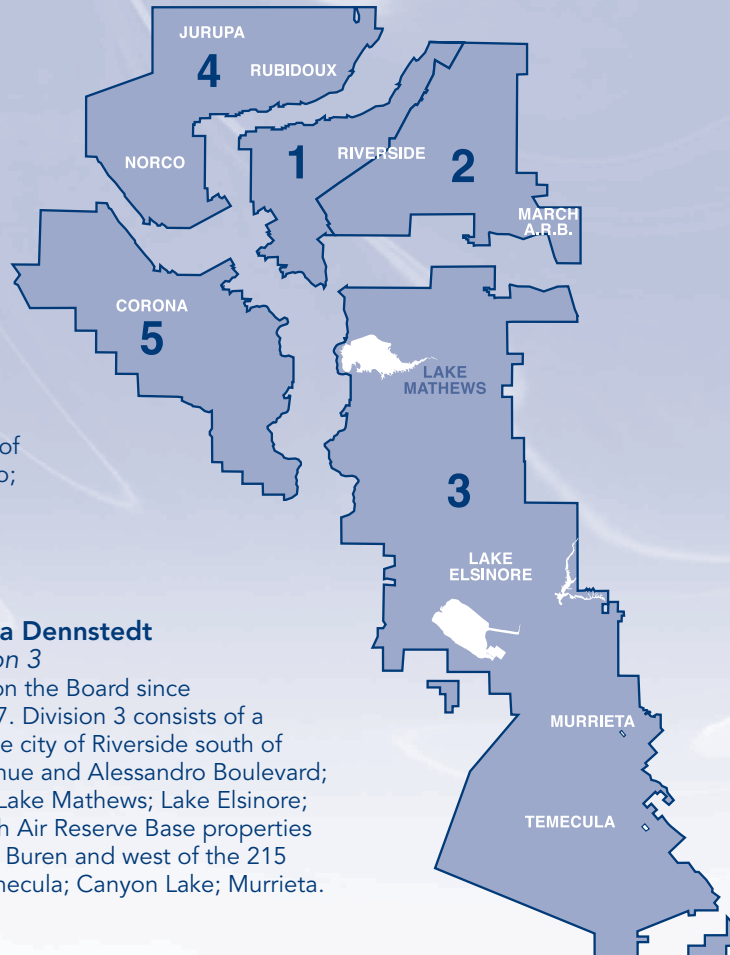 JURUPA
4
RUBIDOUX
NORCO
1
RIVERSIDE
2
MARCH
A.R.B.
CORONA
5
LAKE
MATHEWS
3
LAKE
ELSINORE
MURRIETA
TEMECULA
of
a Dennstedt
on 3
on the Board since
7. Division 3 consists of a
e city of Riverside south of
nue and Alessandro Boulevard;
Lake Mathews; Lake Elsinore;
h Air Reserve Base properties
Buren and west of the 215
necula; Canyon Lake; Murrieta.